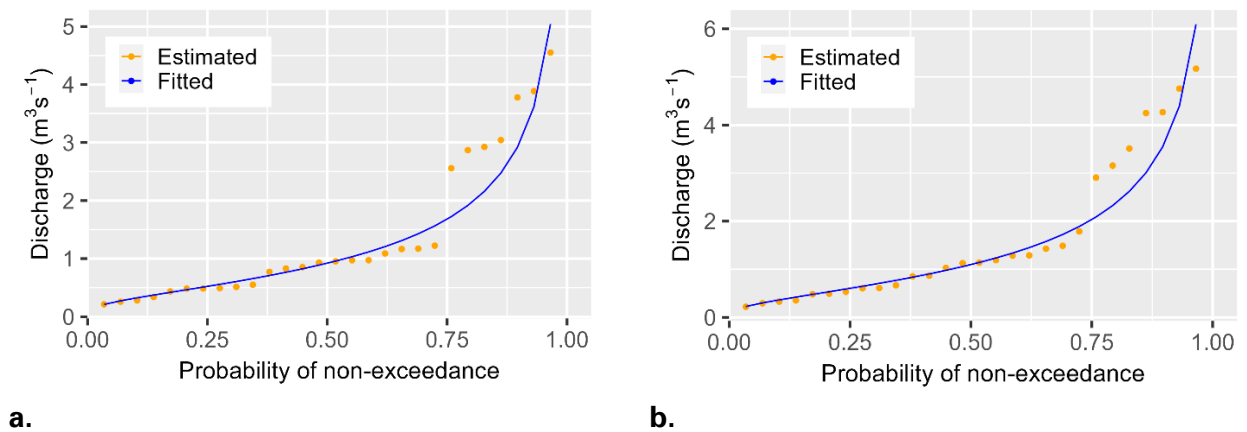 Discharge (m³s⁻¹)
5
4
3
2
1
0
Estimated
Fitted
0.00 0.25 0.50 0.75 1.00
Probability of non-exceedance
a.
Discharge (m³s⁻¹)
6
4
2
0
Estimated
Fitted
0.00 0.25 0.50 0.75 1.00
Probability of non-exceedance
b.